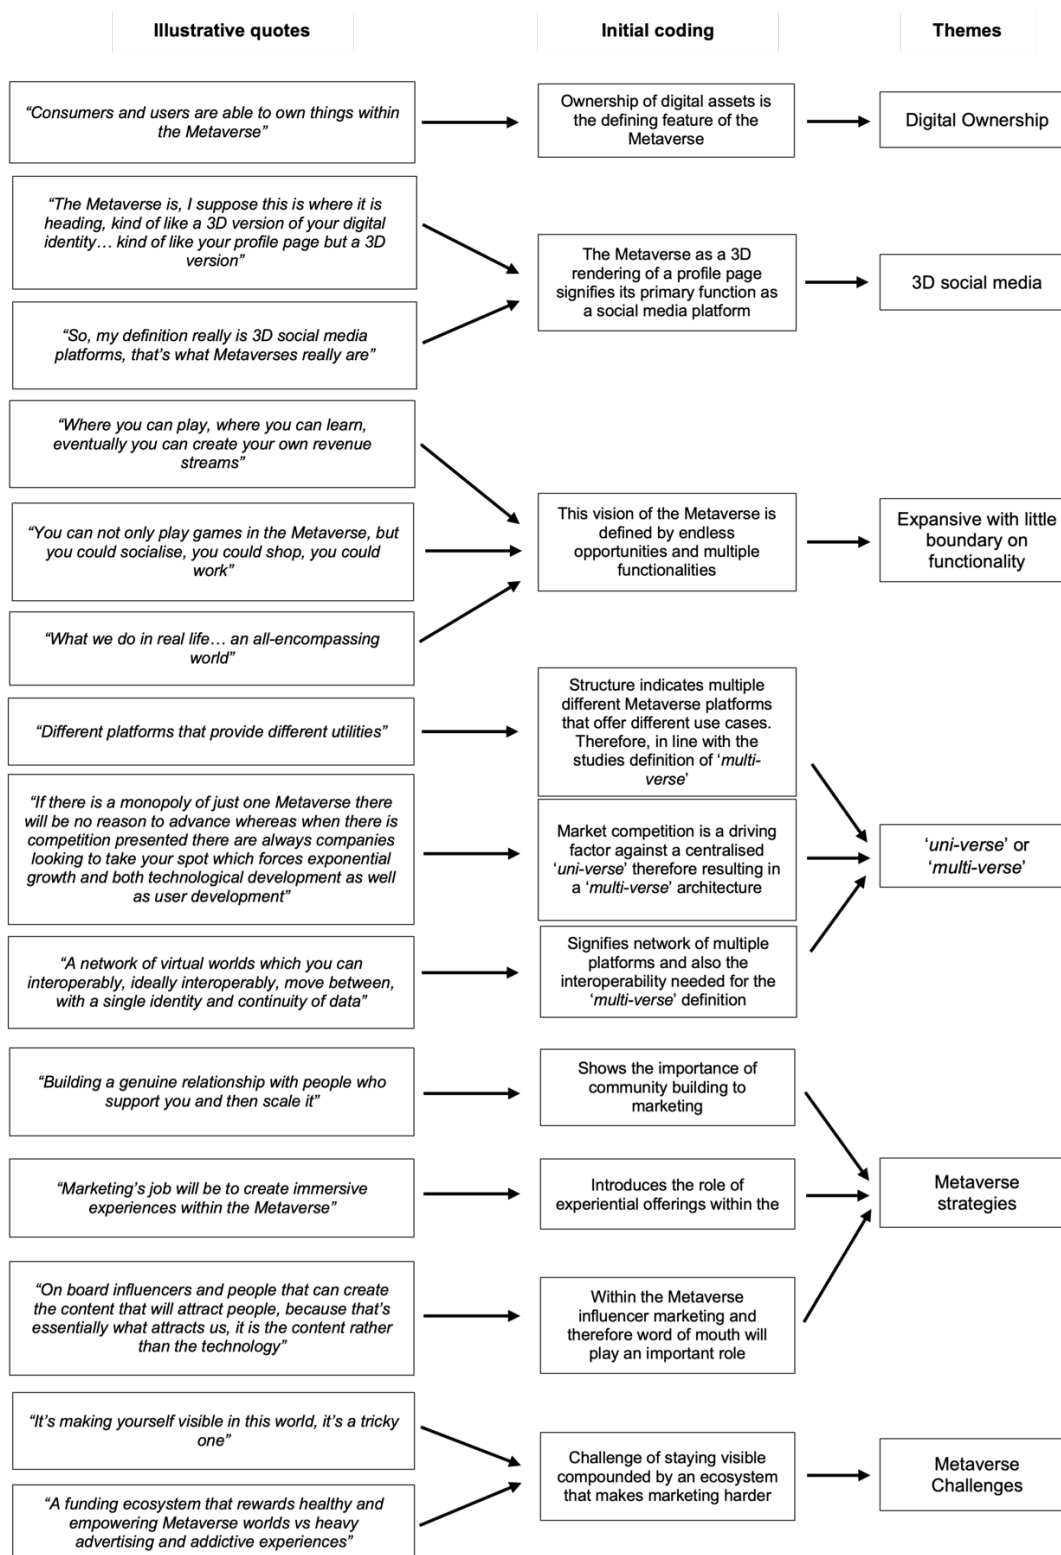 Illustrative quotes
Initial coding
Themes
“Consumers and users are able to own things within
the Metaverse”
Ownership of digital assets is
the defining feature of the
Metaverse
Digital Ownership
“The Metaverse is, I suppose this is where it is
heading, kind of like a 3D version of your digital
identity… kind of like your profile page but a 3D
version”
“So, my definition really is 3D social media
platforms, that’s what Metaverses really are”
The Metaverse as a 3D
rendering of a profile page
signifies its primary function as
a social media platform
3D social media
“Where you can play, where you can learn,
eventually you can create your own revenue
streams”
“You can not only play games in the Metaverse, but
you could socialise, you could shop, you could
work”
“What we do in real life… an all-encompassing
world”
This vision of the Metaverse is
defined by endless
opportunities and multiple
functionalities
Expansive with little
boundary on
functionality
“Different platforms that provide different utilities”
Structure indicates multiple
different Metaverse platforms
that offer different use cases.
Therefore, in line with the
studies definition of ‘multi-
verse’
“If there is a monopoly of just one Metaverse there
will be no reason to advance whereas when there is
competition presented there are always companies
looking to take your spot which forces exponential
growth and both technological development as well
as user development”
Market competition is a driving
factor against a centralised
‘uni-verse’ therefore resulting in
a ‘multi-verse’ architecture
“A network of virtual worlds which you can
interoperably, ideally interoperably, move between,
with a single identity and continuity of data”
Signifies network of multiple
platforms and also the
interoperability needed for the
‘multi-verse’ definition
‘uni-verse’ or
‘multi-verse’
“Building a genuine relationship with people who
support you and then scale it”
Shows the importance of
community building to
marketing
“Marketing’s job will be to create immersive
experiences within the Metaverse”
Introduces the role of
experiential offerings within the
“On board influencers and people that can create
the content that will attract people, because that’s
essentially what attracts us, it is the content rather
than the technology”
Within the Metaverse
influencer marketing and
therefore word of mouth will
play an important role
Metaverse
strategies
“It’s making yourself visible in this world, it’s a tricky
one”
“A funding ecosystem that rewards healthy and
empowering Metaverse worlds vs heavy
advertising and addictive experiences”
Challenge of staying visible
compounded by an ecosystem
that makes marketing harder
Metaverse
Challenges